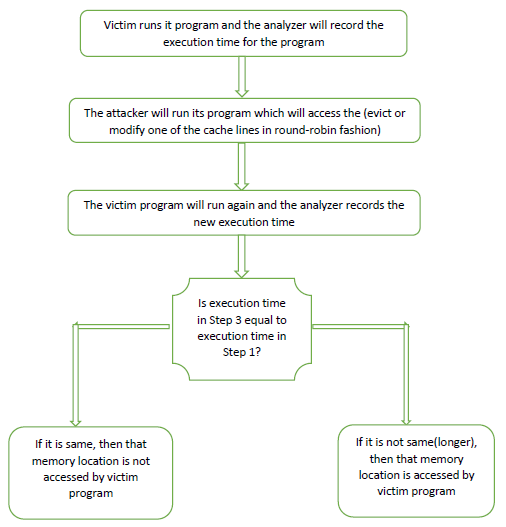 Victim runs it program and the analyzer will record the
execution time for the program
The attacker will run its program which will access the (evict or
modify one of the cache lines in round-robin fashion)
The victim program will run again and the analyzer records the
new execution time
Is execution time
in Step 3 equal to
execution time in
Step 1?
If it is same, then that
memory location is not
accessed by victim
program
If it is not same(longer),
then that memory
location is accessed by
victim program